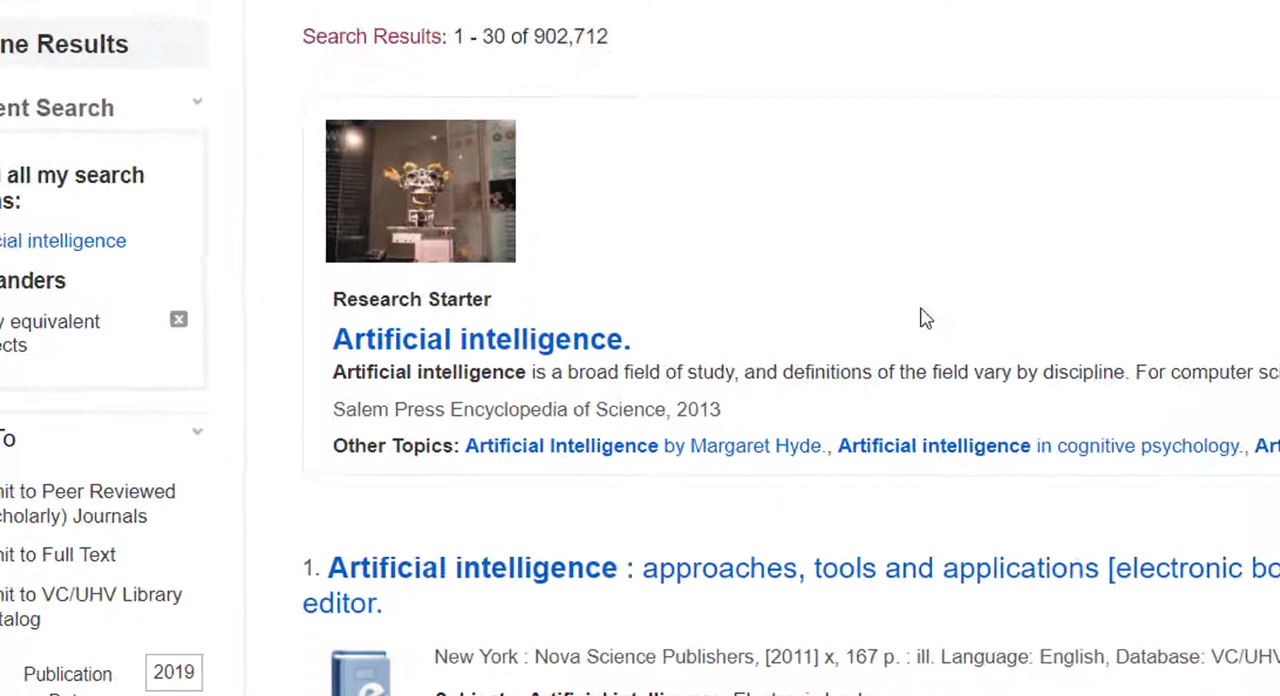 ne Results
ent Search
all my search
s:
cial intelligence
anders
y equivalent
ects
To
nit to Peer Reviewed
cholarly) Journals
nit to Full Text
nit to VC/UHV Library
talog
Publication
2019
Search Results: 1 - 30 of 902,712
Research Starter
Artificial intelligence.
Artificial intelligence is a broad field of study, and definitions of the field vary by discipline. For computer sci
Salem Press Encyclopedia of Science, 2013
Other Topics: Artificial Intelligence by Margaret Hyde., Artificial intelligence in cognitive psychology., Art
1. Artificial intelligence : approaches, tools and applications [electronic bo
editor.
New York : Nova Science Publishers, [2011] x, 167 p. : ill. Language: English, Database: VC/UHV